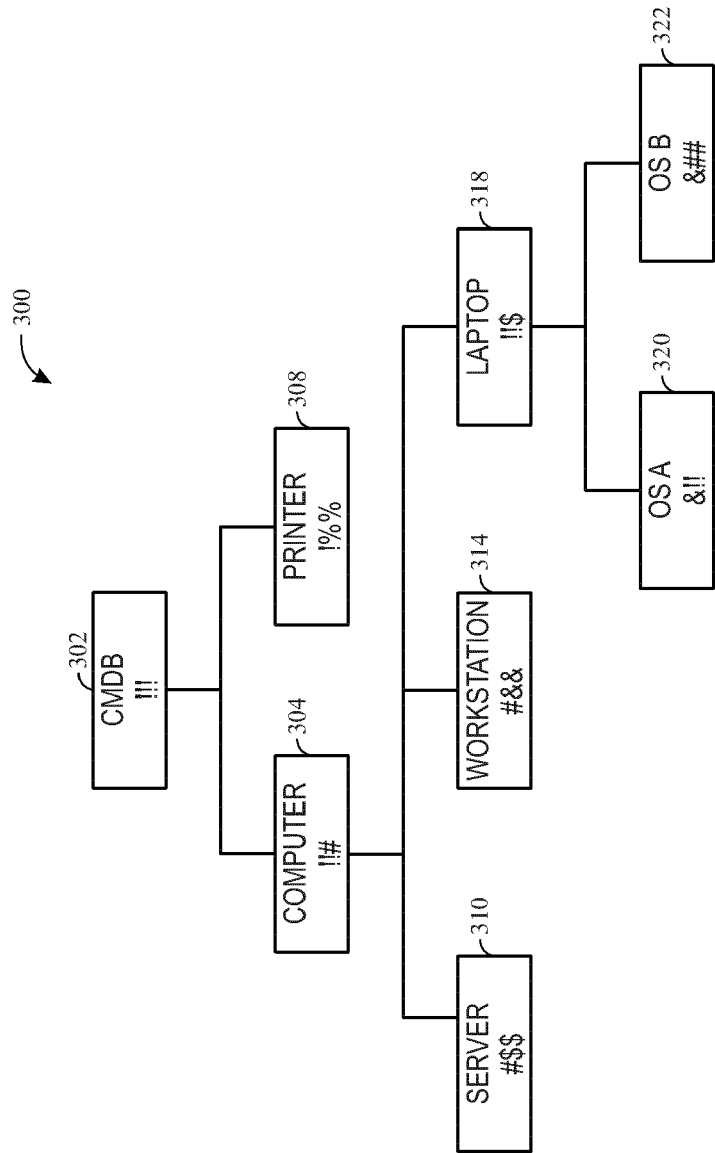 300
302
CMDB
!!!
304
COMPUTER
!!#
308
PRINTER
!%%
310
SERVER
#$$
314
WORKSTATION
#&&
318
LAPTOP
!!$
320
OS A
&!!
322
OS B
&##